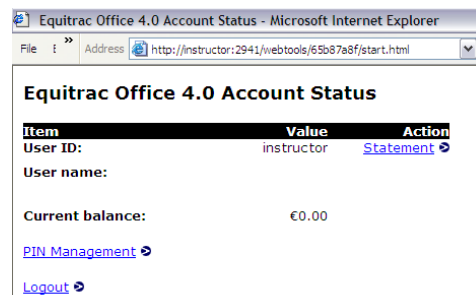 Equitrac Office 4.0 Account Status - Microsoft Internet Explorer
File E » Address http://instructor:2941/webtools/65b87a8f/start.html
Equitrac Office 4.0 Account Status
Item Value Action
User ID: instructor Statement
User name:
Current balance: €0.00
PIN Management
Logout